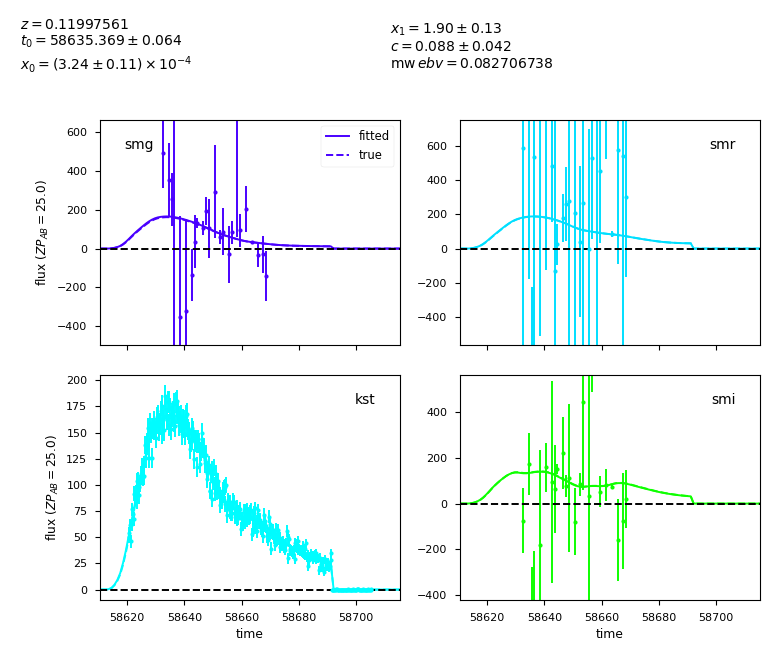 z = 0.11997561
t₀ = 58635.369 ± 0.064
x₀ = (3.24 ± 0.11) × 10⁻⁴
x₁ = 1.90 ± 0.13
c = 0.088 ± 0.042
mw ebv = 0.082706738
smg
fitted
true
600
400
200
0
−200
−400
flux (ZP_AB = 25.0)
smr
600
400
200
0
−200
−400
kst
200
175
150
125
100
75
50
25
0
flux (ZP_AB = 25.0)
58620 58640 58660 58680 58700
time
smi
400
200
0
−200
−400
58620 58640 58660 58680 58700
time